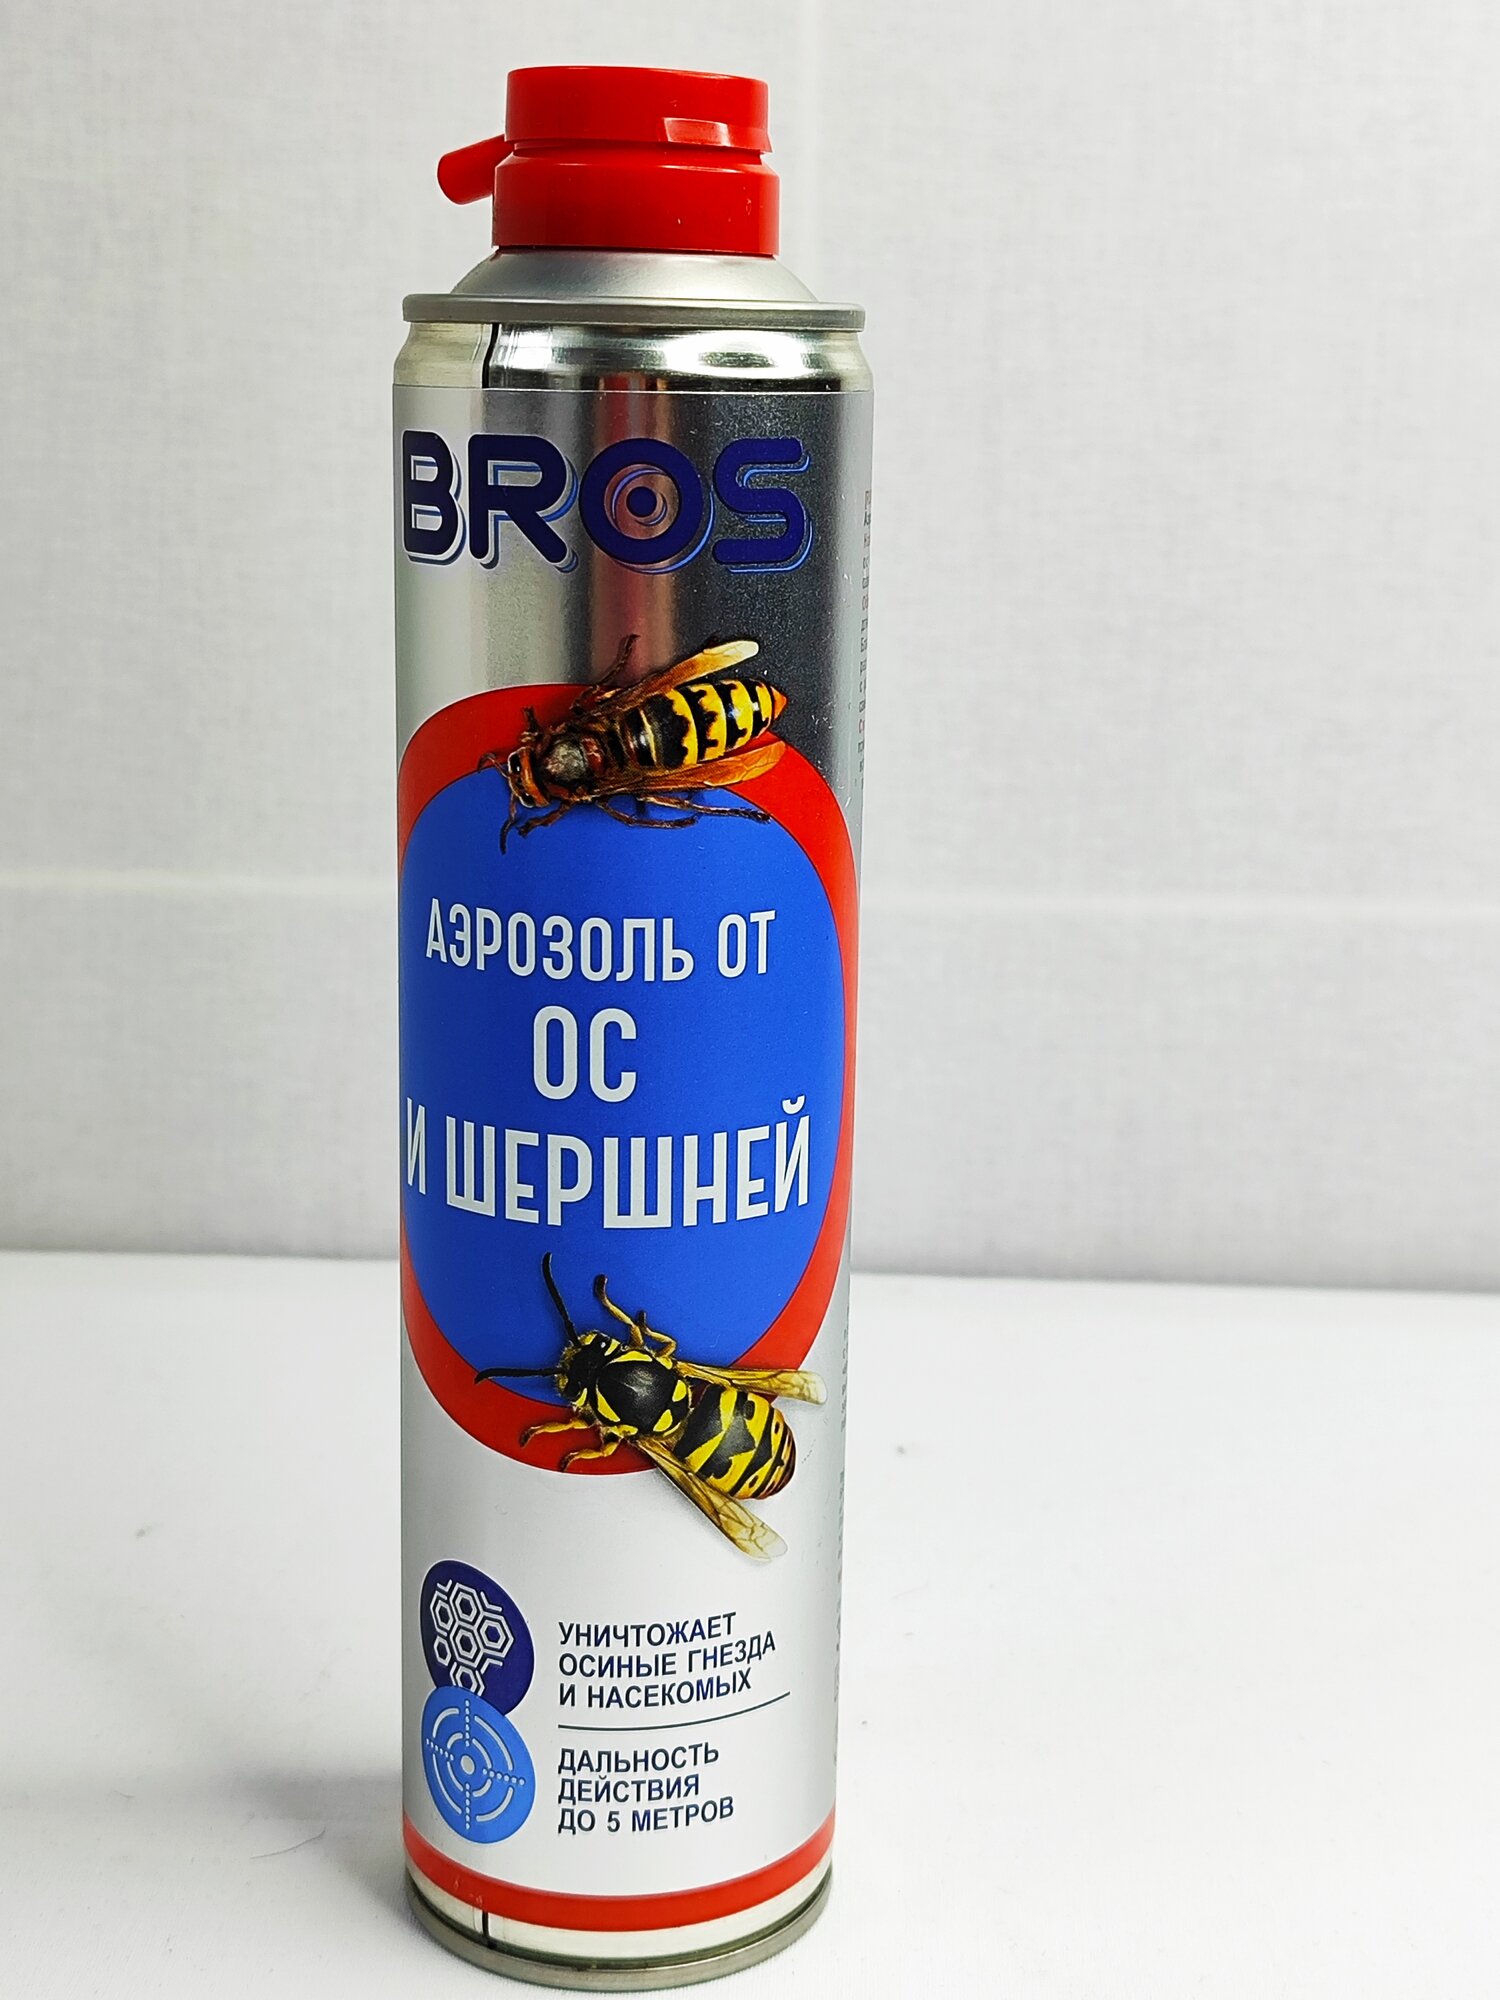 BROS
АЭРОЗОЛЬ ОТ
ОС
И ШЕРШНЕЙ
УНИЧТОЖАЕТ
ОСИНЫЕ ГНЕЗДА
И НАСЕКОМЫХ
ДАЛЬНОСТЬ
ДЕЙСТВИЯ
ДО 5 МЕТРОВ